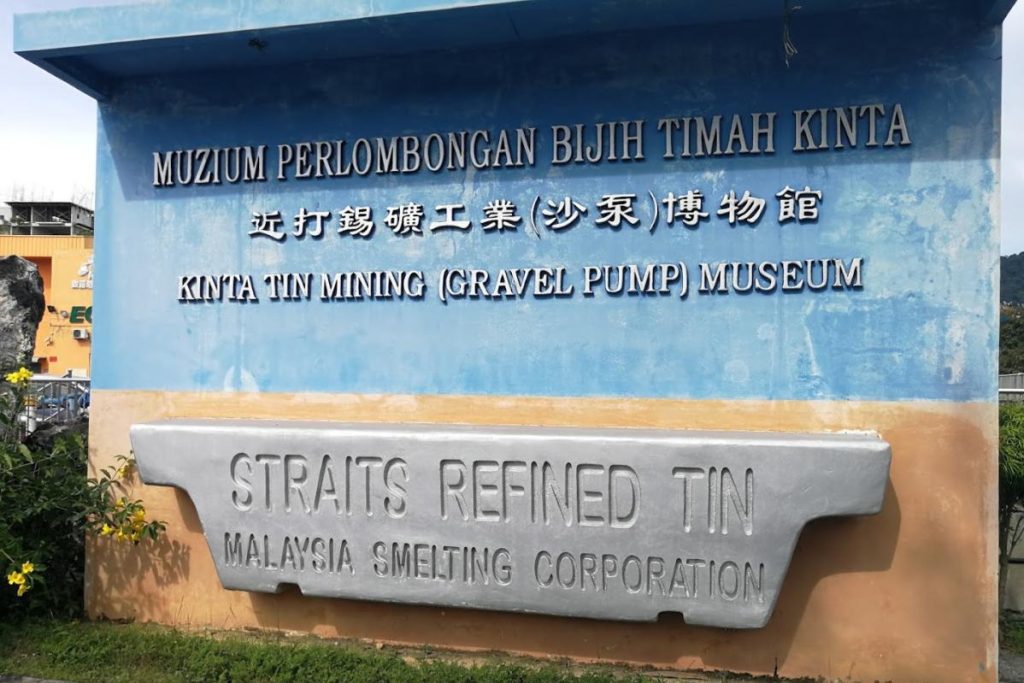 MUZIUM PERLOMBONGAN BIJIH TIMAH KINTA
近打錫礦工業(沙泵)博物館
KINTA TIN MINING (GRAVEL PUMP) MUSEUM
STRAITS REFINED TIN
MALAYSIA SMELTING CORPORATION